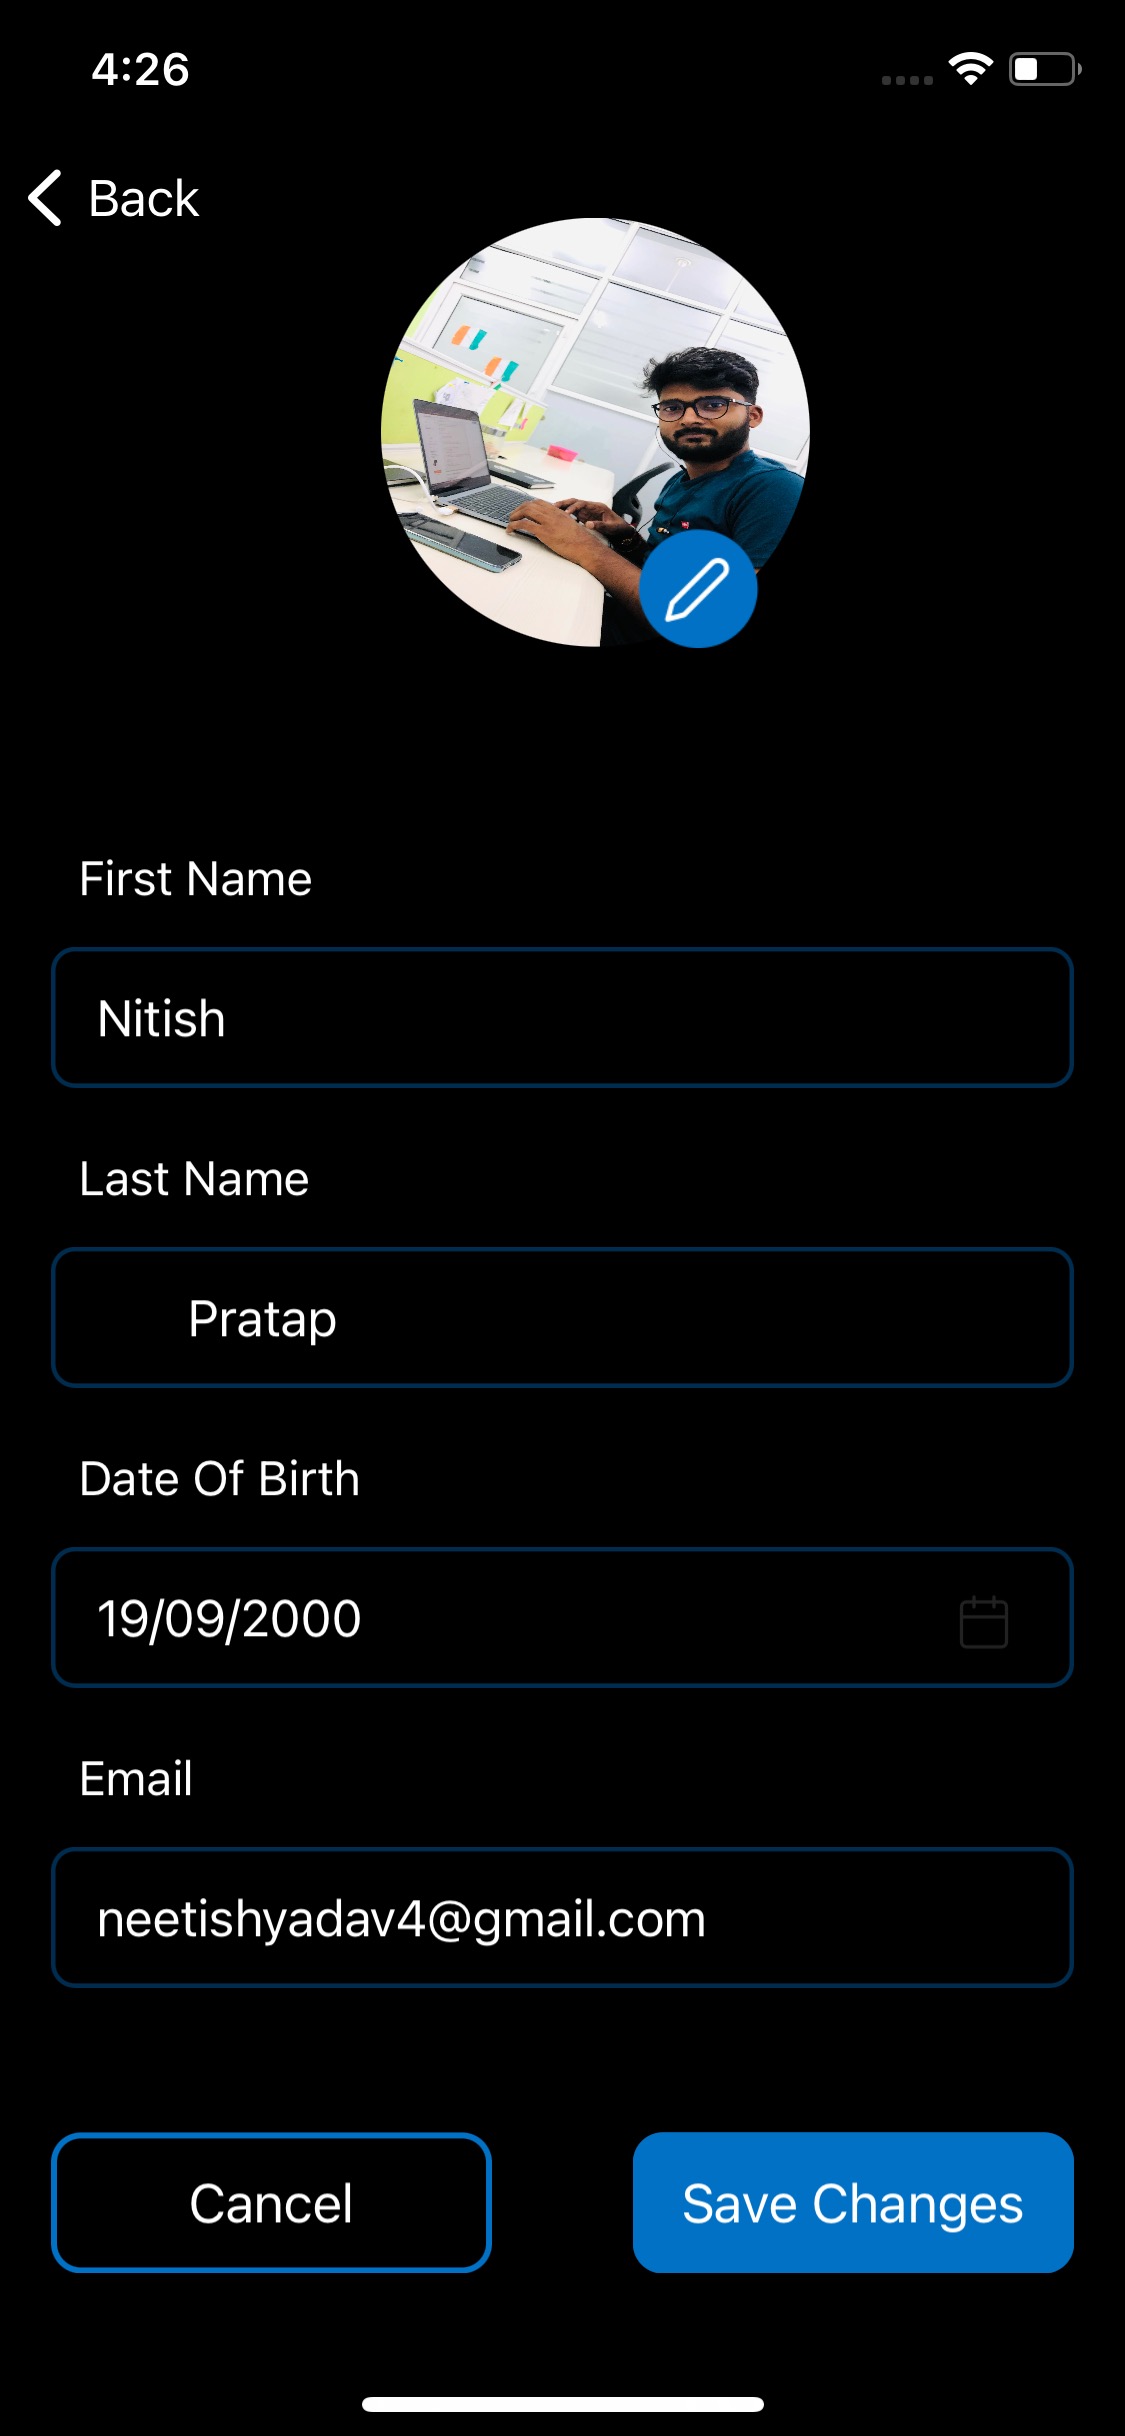 4:26
Back
First Name
Nitish
Last Name
Pratap
Date Of Birth
19/09/2000
Email
neetishyadav4@gmail.com
Cancel
Save Changes